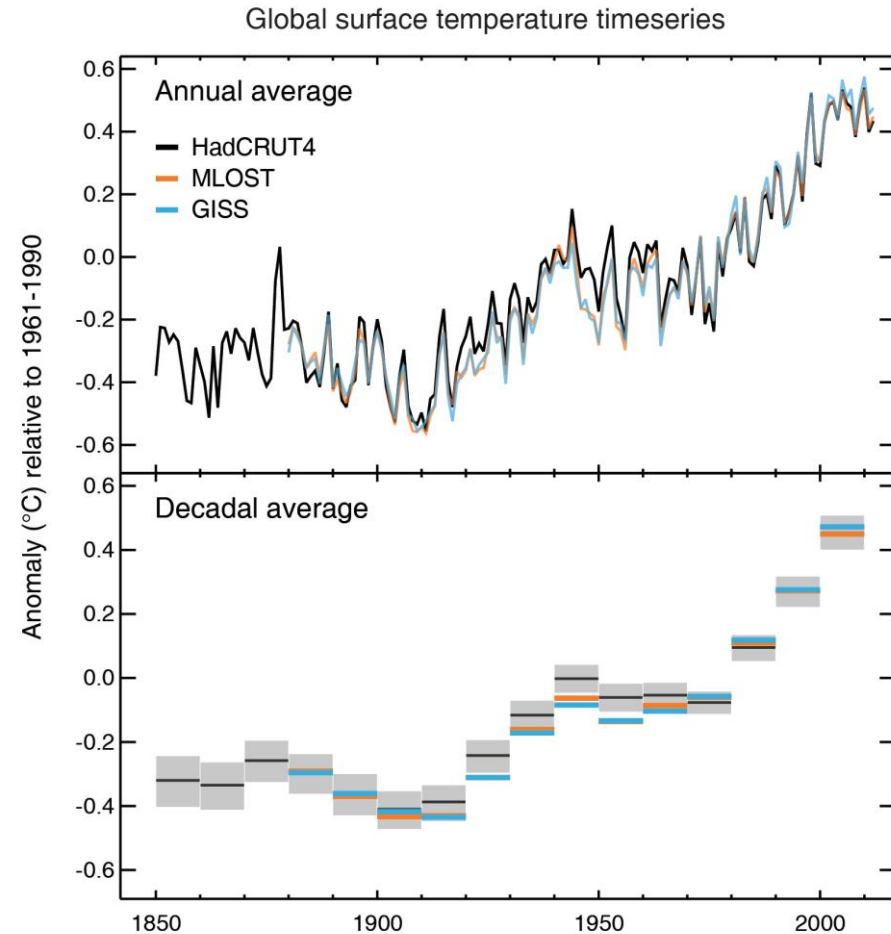 Global surface temperature timeseries
Anomaly (°C) relative to 1961-1990
0.6
0.4
0.2
0.0
-0.2
-0.4
-0.6
Annual average
HadCRUT4
MLOST
GISS
0.6
0.4
0.2
0.0
-0.2
-0.4
-0.6
Decadal average
1850 1900 1950 2000